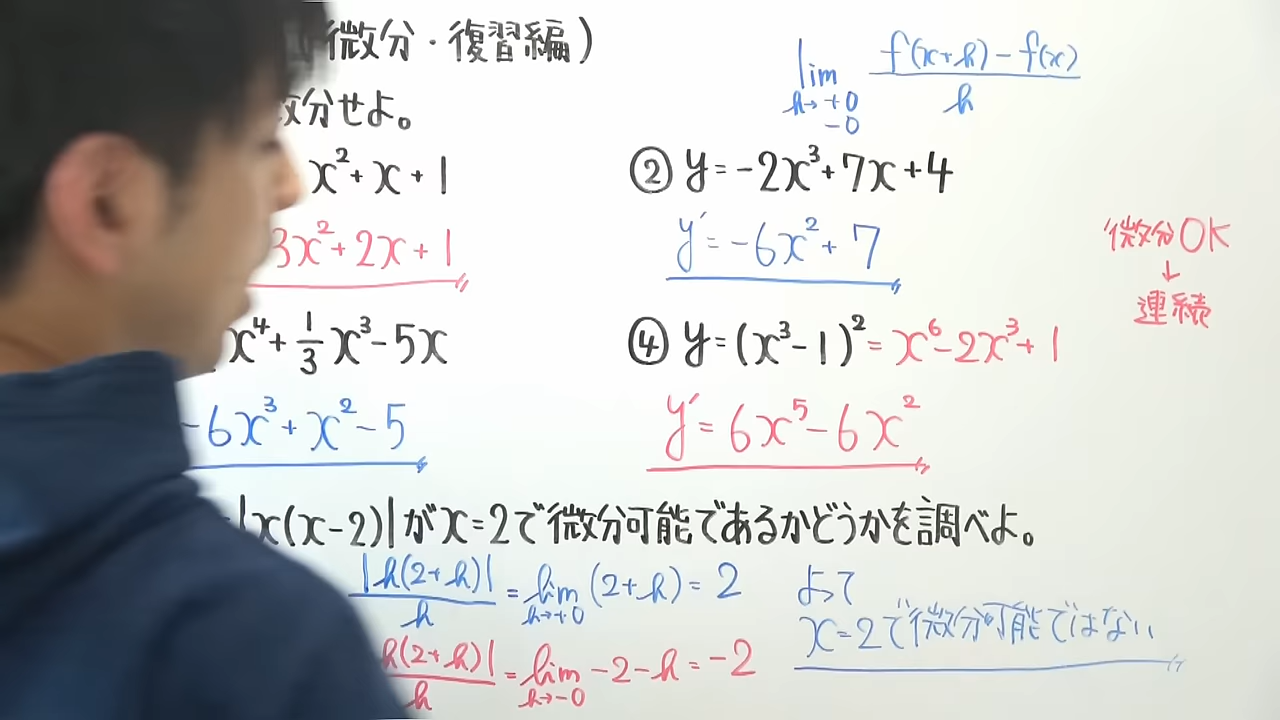 微分・復習編)
分せよ。
x²+x+1
3x²+2x+1
x⁴+1/3x³-5x
-6x³+x²-5
lim h→+0 -0 f(x+h)-f(x)/h
② y=-2x³+7x+4
y'=-6x²+7
④ y=(x³-1)²=x⁶-2x³+1
y'=6x⁵-6x²
微分OK
↓
連続
|x(x-2)|がx=2で微分可能であるかどうかを調べよ。
|h(2+h)|/h=lim h→+0 (2+h)=2
h(2+h)|/h=lim h→-0 -2-h=-2
よって
x=2で微分可能ではない